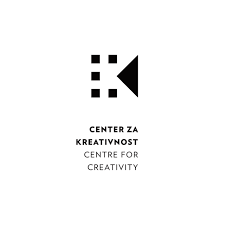 CENTER ZA
KREATIVNOST
CENTRE FOR
CREATIVITY